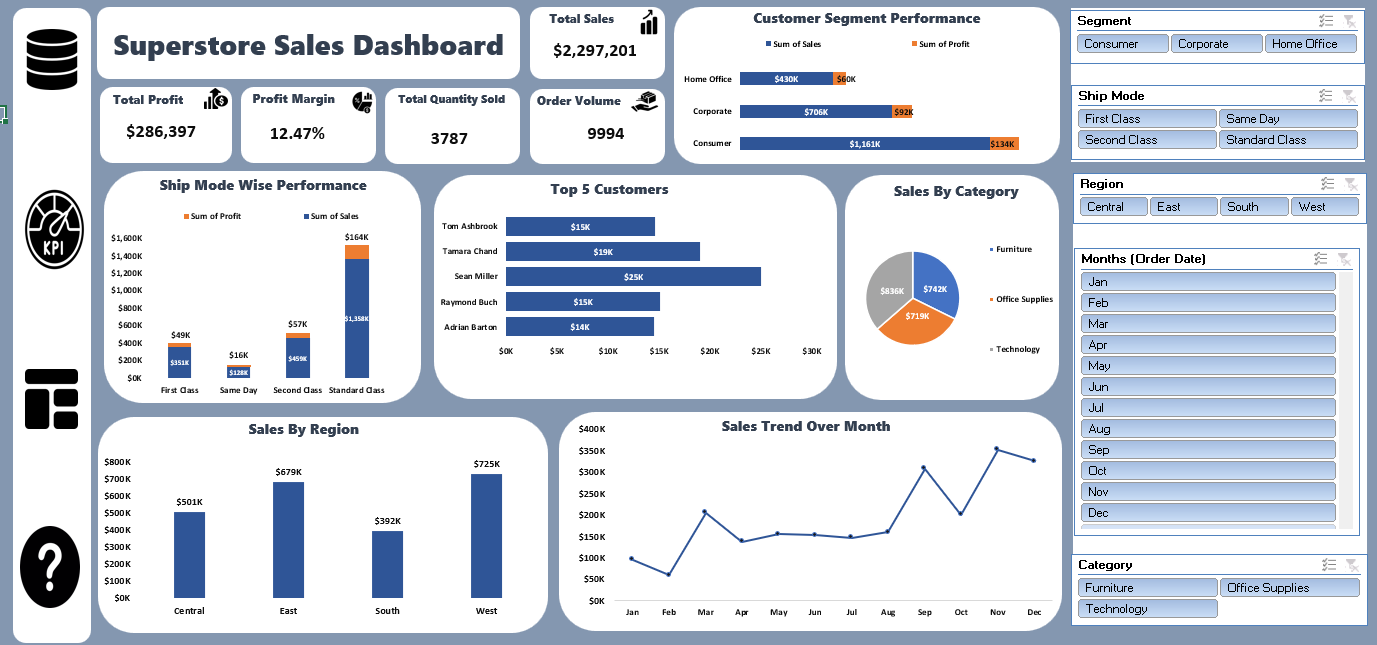 Superstore Sales Dashboard
Total Sales
$2,297,201
Total Profit
$286,397
Profit Margin
12.47%
Total Quantity Sold
3787
Order Volume
9994
Customer Segment Performance
Sum of Sales
Sum of Profit
Home Office
$430K
$60K
Corporate
$706K
$92K
Consumer
$1,161K
$134K
Ship Mode Wise Performance
Sum of Profit
Sum of Sales
$1,600K
$1,400K
$1,200K
$1,000K
$800K
$600K
$400K
$200K
$0K
$49K
$351K
$16K
$128K
$57K
$459K
$164K
$1,358K
First Class
Same Day
Second Class
Standard Class
Top 5 Customers
Tom Ashbrook
$15K
Tamara Chand
$19K
Sean Miller
$25K
Raymond Buch
$15K
Adrian Barton
$14K
$0K
$5K
$10K
$15K
$20K
$25K
$30K
Sales By Category
Furniture
Office Supplies
Technology
$836K
$742K
$719K
Sales By Region
$800K
$700K
$600K
$500K
$400K
$300K
$200K
$100K
$0K
$501K
$679K
$392K
$725K
Central
East
South
West
Sales Trend Over Month
$400K
$350K
$300K
$250K
$200K
$150K
$100K
$50K
$0K
Jan
Feb
Mar
Apr
May
Jun
Jul
Aug
Sep
Oct
Nov
Dec
KPI
?
Segment
Consumer
Corporate
Home Office
Ship Mode
First Class
Same Day
Second Class
Standard Class
Region
Central
East
South
West
Months (Order Date)
Jan
Feb
Mar
Apr
May
Jun
Jul
Aug
Sep
Oct
Nov
Dec
Category
Furniture
Office Supplies
Technology